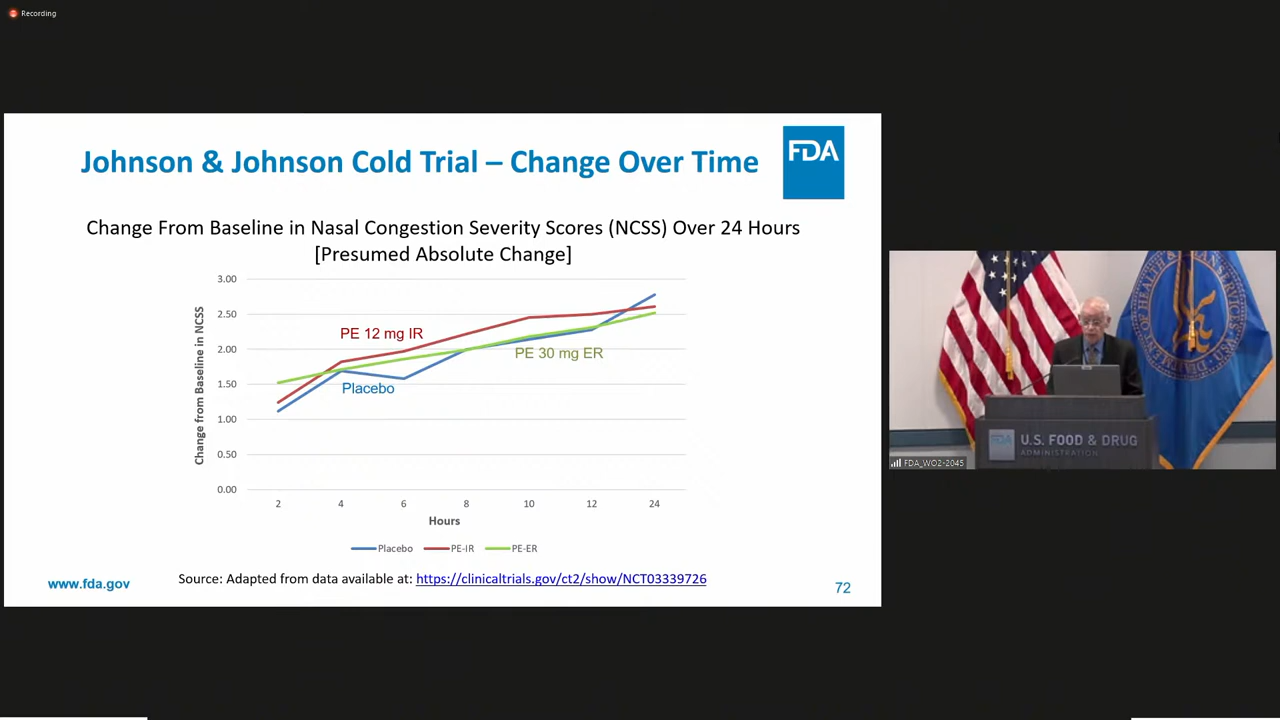 Recording
Johnson & Johnson Cold Trial – Change Over Time
FDA
Change From Baseline in Nasal Congestion Severity Scores (NCSS) Over 24 Hours
[Presumed Absolute Change]
Change from Baseline in NCSS
3.00
2.50
2.00
1.50
1.00
0.50
0.00
PE 12 mg IR
PE 30 mg ER
Placebo
2 4 6 8 10 12 24
Hours
Placebo PE-IR PE-ER
Source: Adapted from data available at: https://clinicaltrials.gov/ct2/show/NCT03339726
www.fda.gov
72
FDA
U.S. FOOD & DRUG
ADMINISTRATION
FDA_WO2-2045